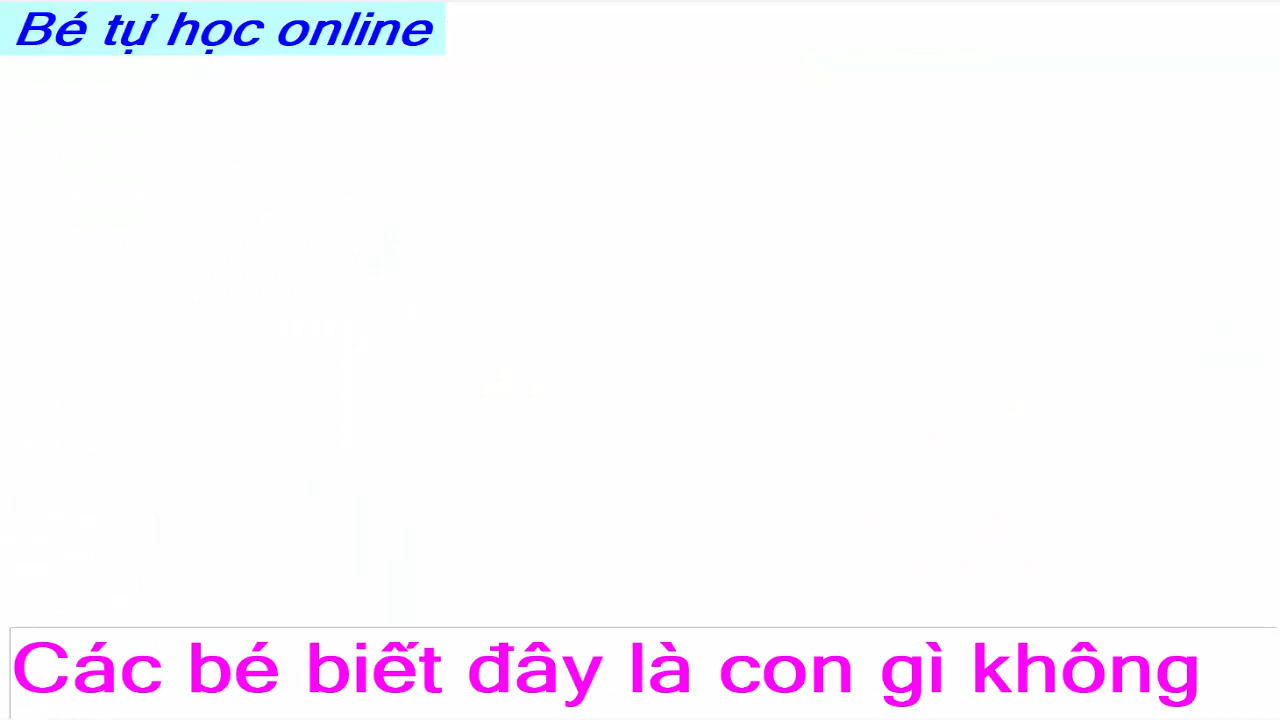 Bé tự học online
Các bé biết đây là con gì không